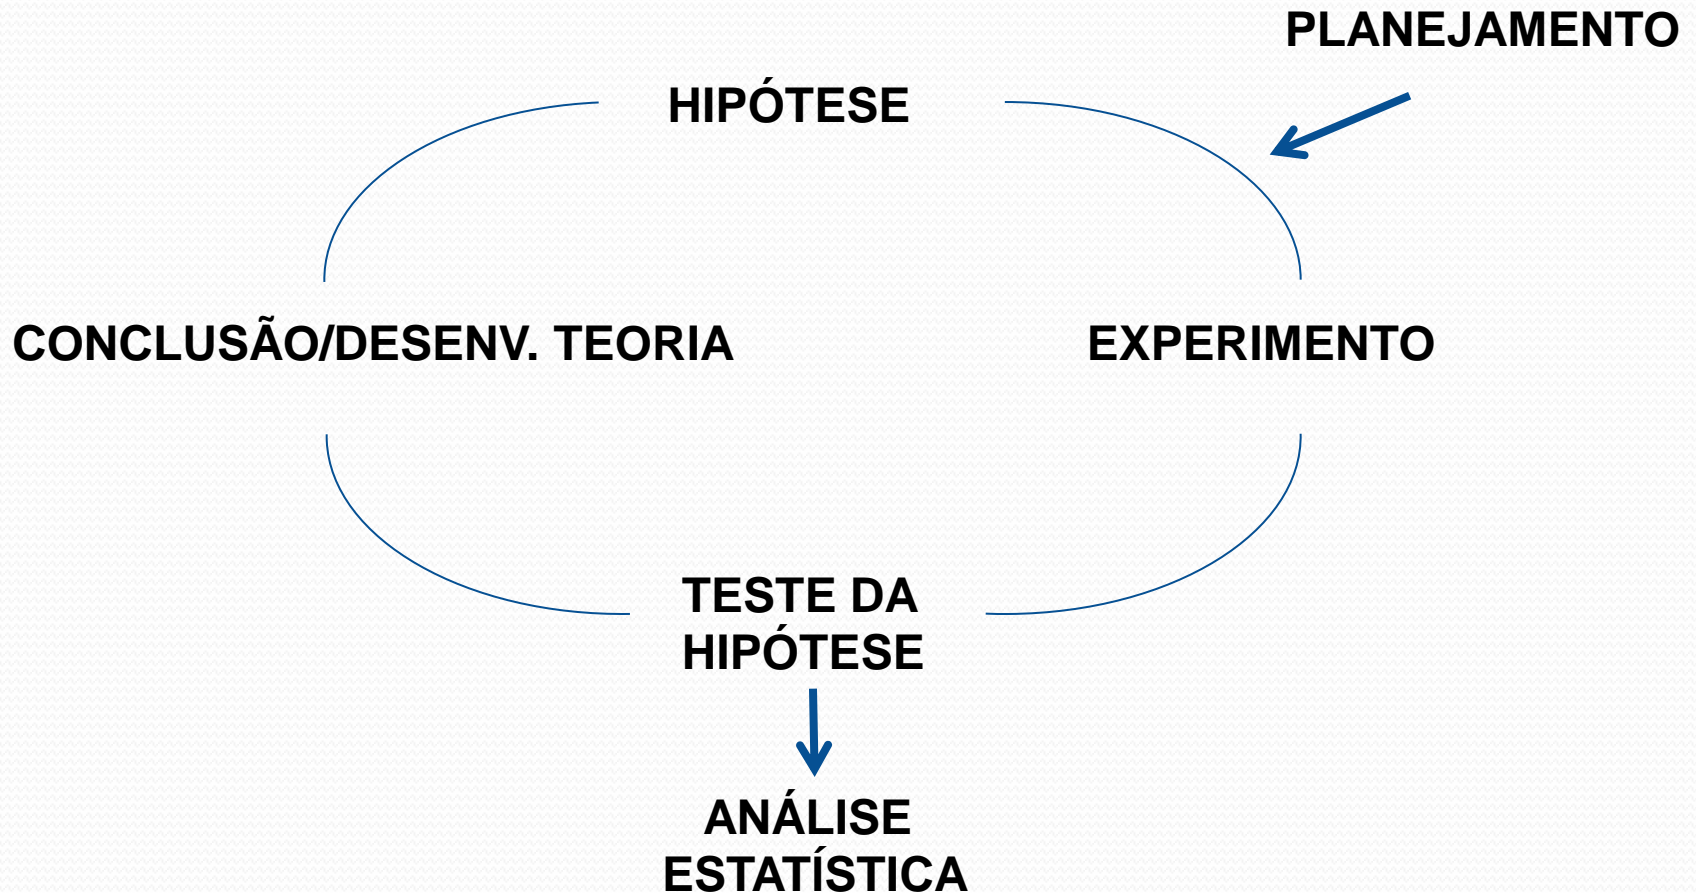 PLANEJAMENTO
HIPÓTESE
CONCLUSÃO/DESENV. TEORIA
EXPERIMENTO
TESTE DA
HIPÓTESE
ANÁLISE
ESTATÍSTICA